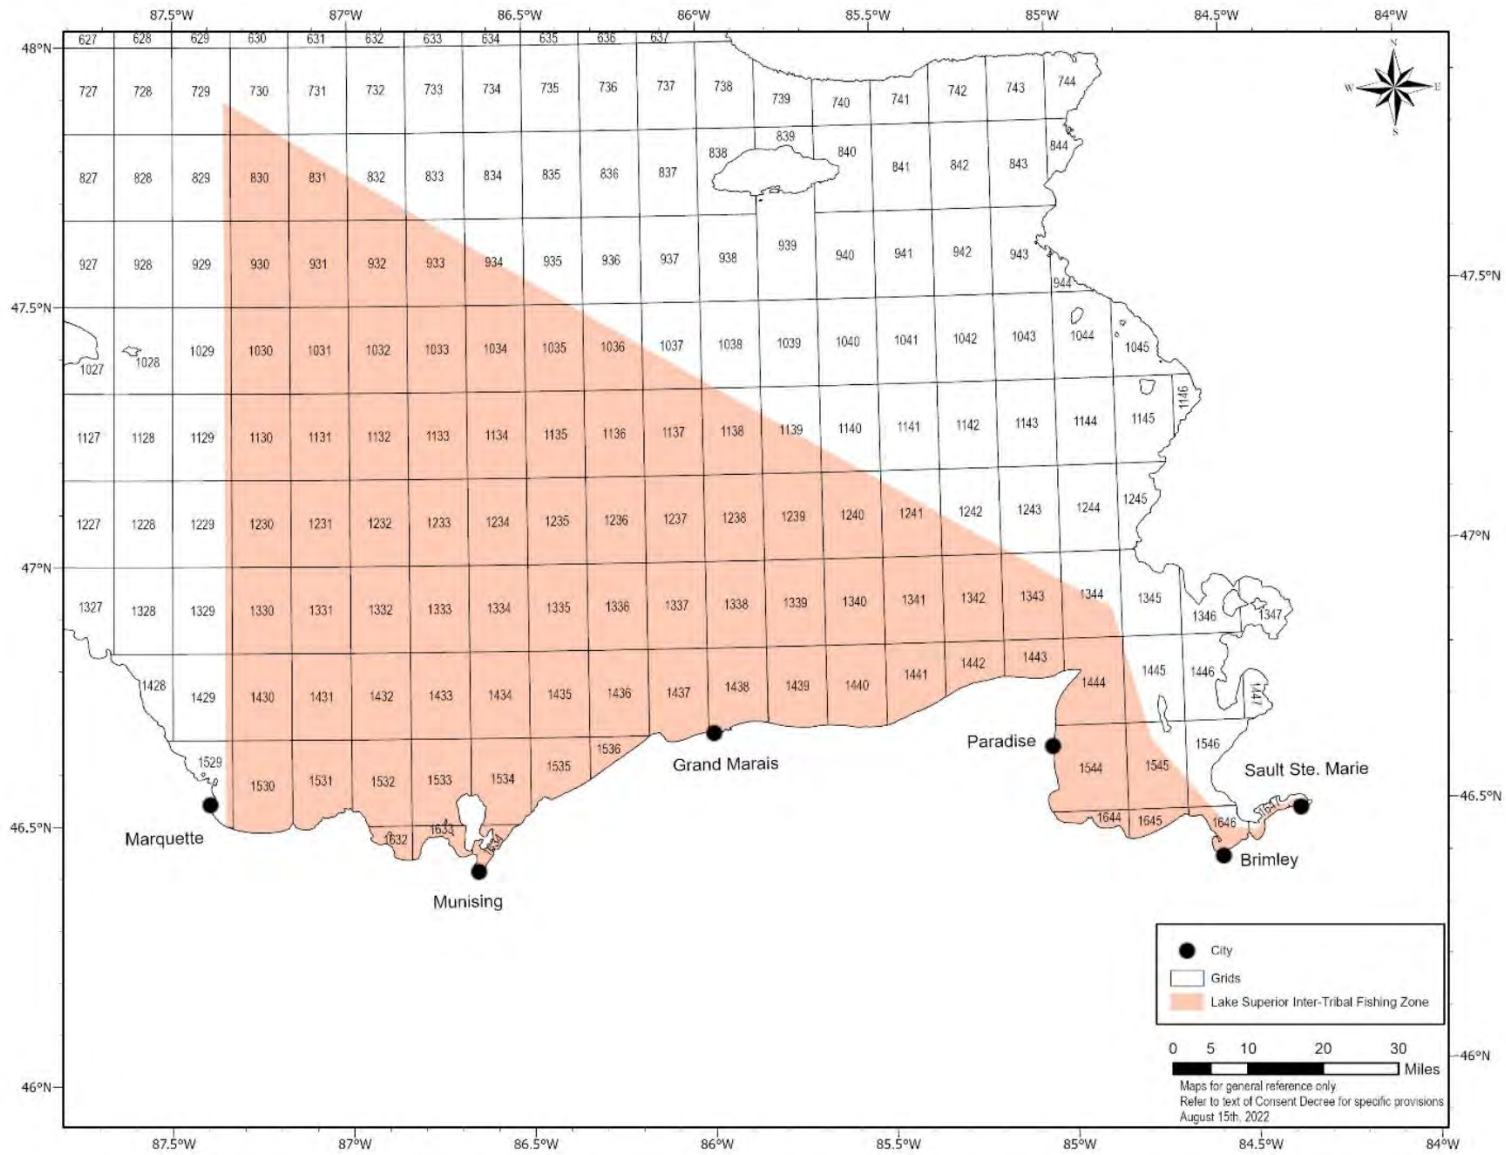 87.5°W 87°W 86.5°W 86°W 85.5°W 85°W 84.5°W 84°W
627 628 629 630 631 632 633 634 635 636 637
48°N
N
W E
S
727 728 729 730 731 732 733 734 735 736 737 738 739 740 741 742 743 744
827 828 829 830 831 832 833 834 835 836 837 838 839 840 841 842 843 844
927 928 929 930 931 932 933 934 935 936 937 938 939 940 941 942 943 944
47.5°N 47.5°N
1027 1028 1029 1030 1031 1032 1033 1034 1035 1036 1037 1038 1039 1040 1041 1042 1043 1044 1045
1127 1128 1129 1130 1131 1132 1133 1134 1135 1136 1137 1138 1139 1140 1141 1142 1143 1144 1145 1146
1227 1228 1229 1230 1231 1232 1233 1234 1235 1236 1237 1238 1239 1240 1241 1242 1243 1244 1245
47°N 47°N
1327 1328 1329 1330 1331 1332 1333 1334 1335 1336 1337 1338 1339 1340 1341 1342 1343 1344 1345 1346 1347
1428 1429 1430 1431 1432 1433 1434 1435 1436 1437 1438 1439 1440 1441 1442 1443 1444 1445 1446 1447
1529 1530 1531 1532 1533 1534 1535 1536 1544 1545 1546
Grand Marais
Paradise
Sault Ste. Marie
46.5°N 46.5°N
1632 1633 1634 1644 1645 1646 1647
Marquette
Munising
Brimley
City
Grids
Lake Superior Inter-Tribal Fishing Zone
0 5 10 20 30
Miles
Maps for general reference only.
Refer to text of Consent Decree for specific provisions
August 15th, 2022
46°N 46°N
87.5°W 87°W 86.5°W 86°W 85.5°W 85°W 84.5°W 84°W